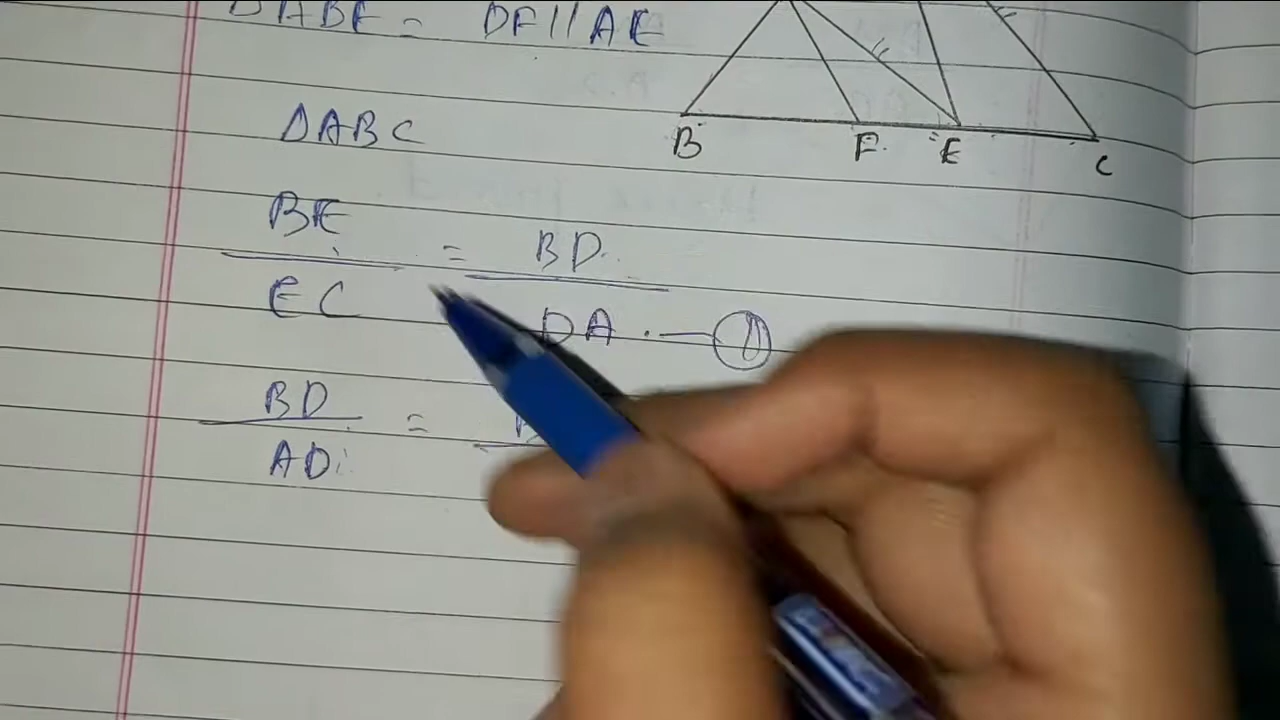 ΔABE = DF//AE
B F. E C
ΔABC
BE = BD.
EC DA. — ①
BD =
AD